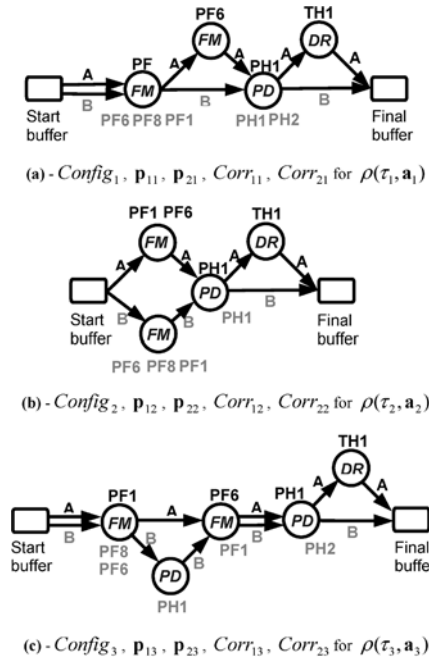 TH1
PF6
DR
FM
A
A
A
A
PF
PH1
A
FM
PD
B
B
B
Start
buffer
PF6 PF8 PF1
PH1 PH2
Final
buffer
(a) - Config₁, p₁₁, p₂₁, Corr₁₁, Corr₂₁ for ρ(τ₁,a₁)
PF1 PF6
TH1
FM
DR
A
A
PH1
A
A
PD
B
Start
buffer
B
B
PH1
Final
buffer
FM
PF6 PF8 PF1
(b) - Config₂, p₁₂, p₂₂, Corr₁₂, Corr₂₂ for ρ(τ₂,a₂)
TH1
DR
PF1
PF6
PH1
A
A
A
A
A
FM
FM
PD
B
B
B
B
B
Start
buffer
PF8
PF6
PD
PF1
PH2
Final
buffer
PH1
(c) - Config₃, p₁₃, p₂₃, Corr₁₃, Corr₂₃ for ρ(τ₃,a₃)